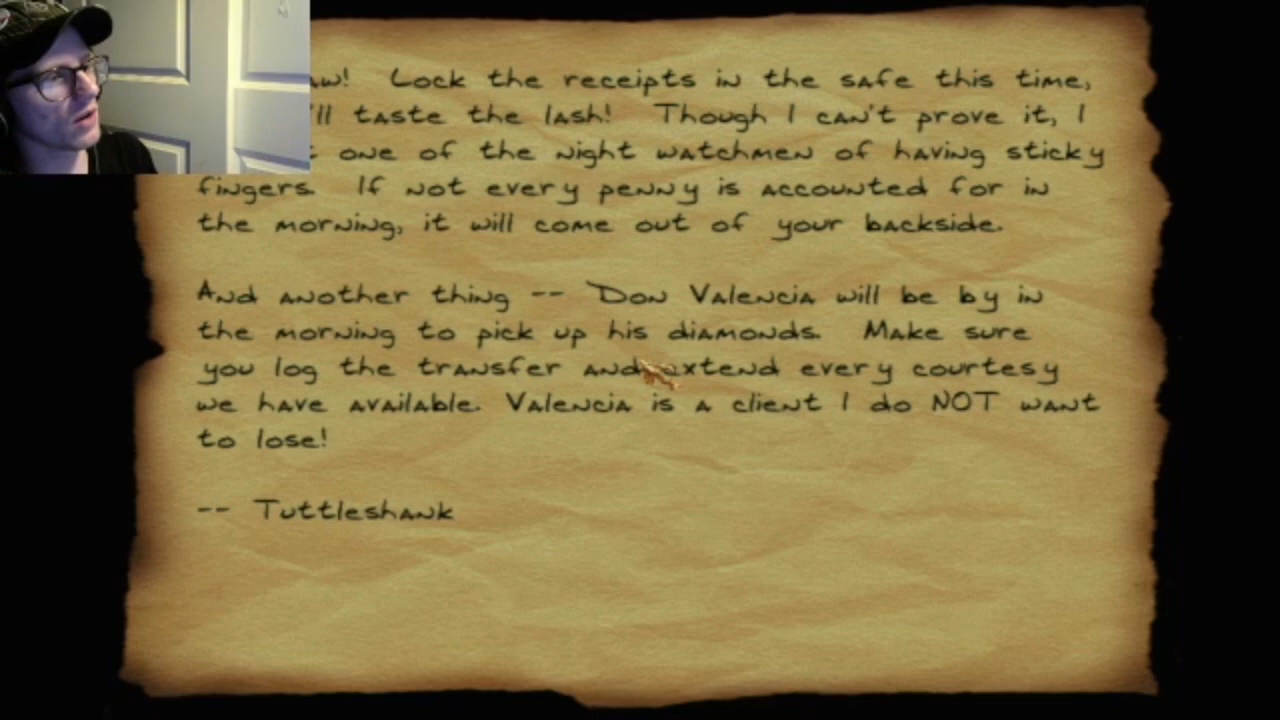 Lock the receipts in the safe this time,
taste the lash!  Though I can't prove it, I
one of the night watchmen of having sticky
fingers.  If not every penny is accounted for in
the morning, it will come out of your backside.
And another thing -- Don Valencia will be by in
the morning to pick up his diamonds.  Make sure
you log the transfer and extend every courtesy
we have available. Valencia is a client I do NOT want
to lose!
-- Tuttleshank